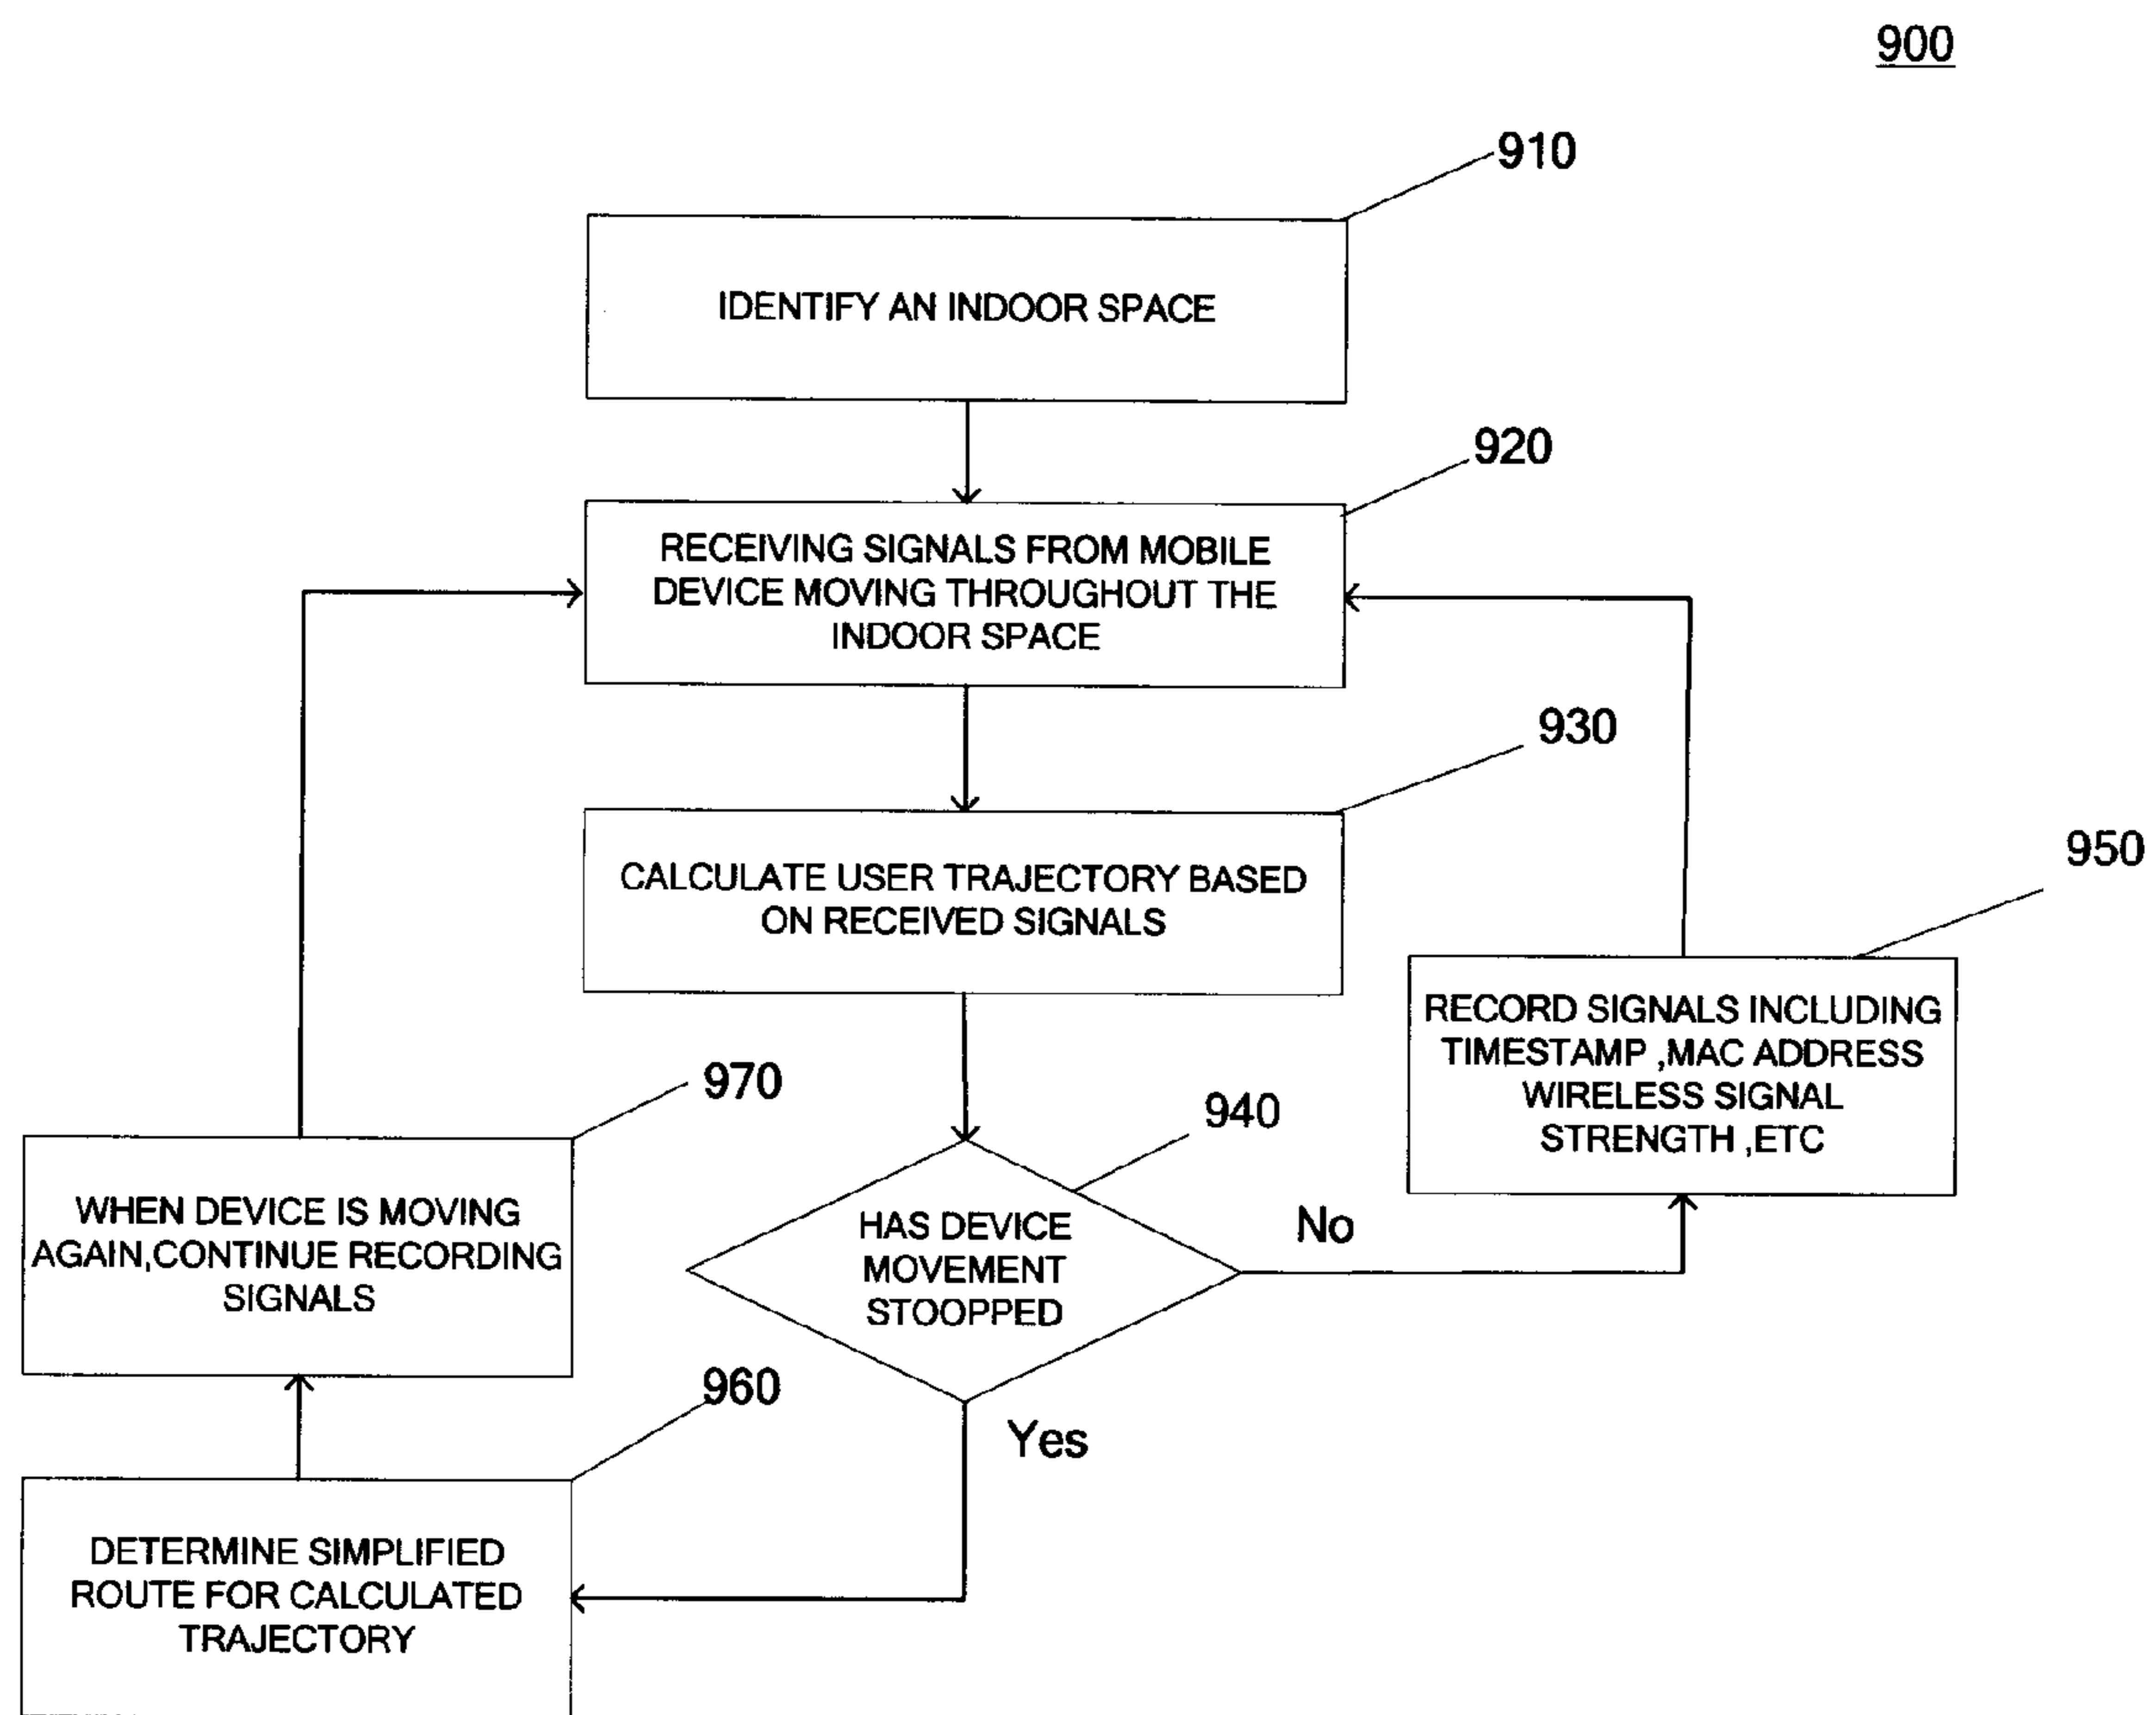 900
910
IDENTIFY AN INDOOR SPACE
920
RECEIVING SIGNALS FROM MOBILE
DEVICE MOVING THROUGHOUT THE
INDOOR SPACE
930
CALCULATE USER TRAJECTORY BASED
ON RECEIVED SIGNALS
950
RECORD SIGNALS INCLUDING
TIMESTAMP ,MAC ADDRESS
WIRELESS SIGNAL
STRENGTH ,ETC
940
HAS DEVICE
MOVEMENT
STOOPPED
No
Yes
970
WHEN DEVICE IS MOVING
AGAIN,CONTINUE RECORDING
SIGNALS
960
DETERMINE SIMPLIFIED
ROUTE FOR CALCULATED
TRAJECTORY